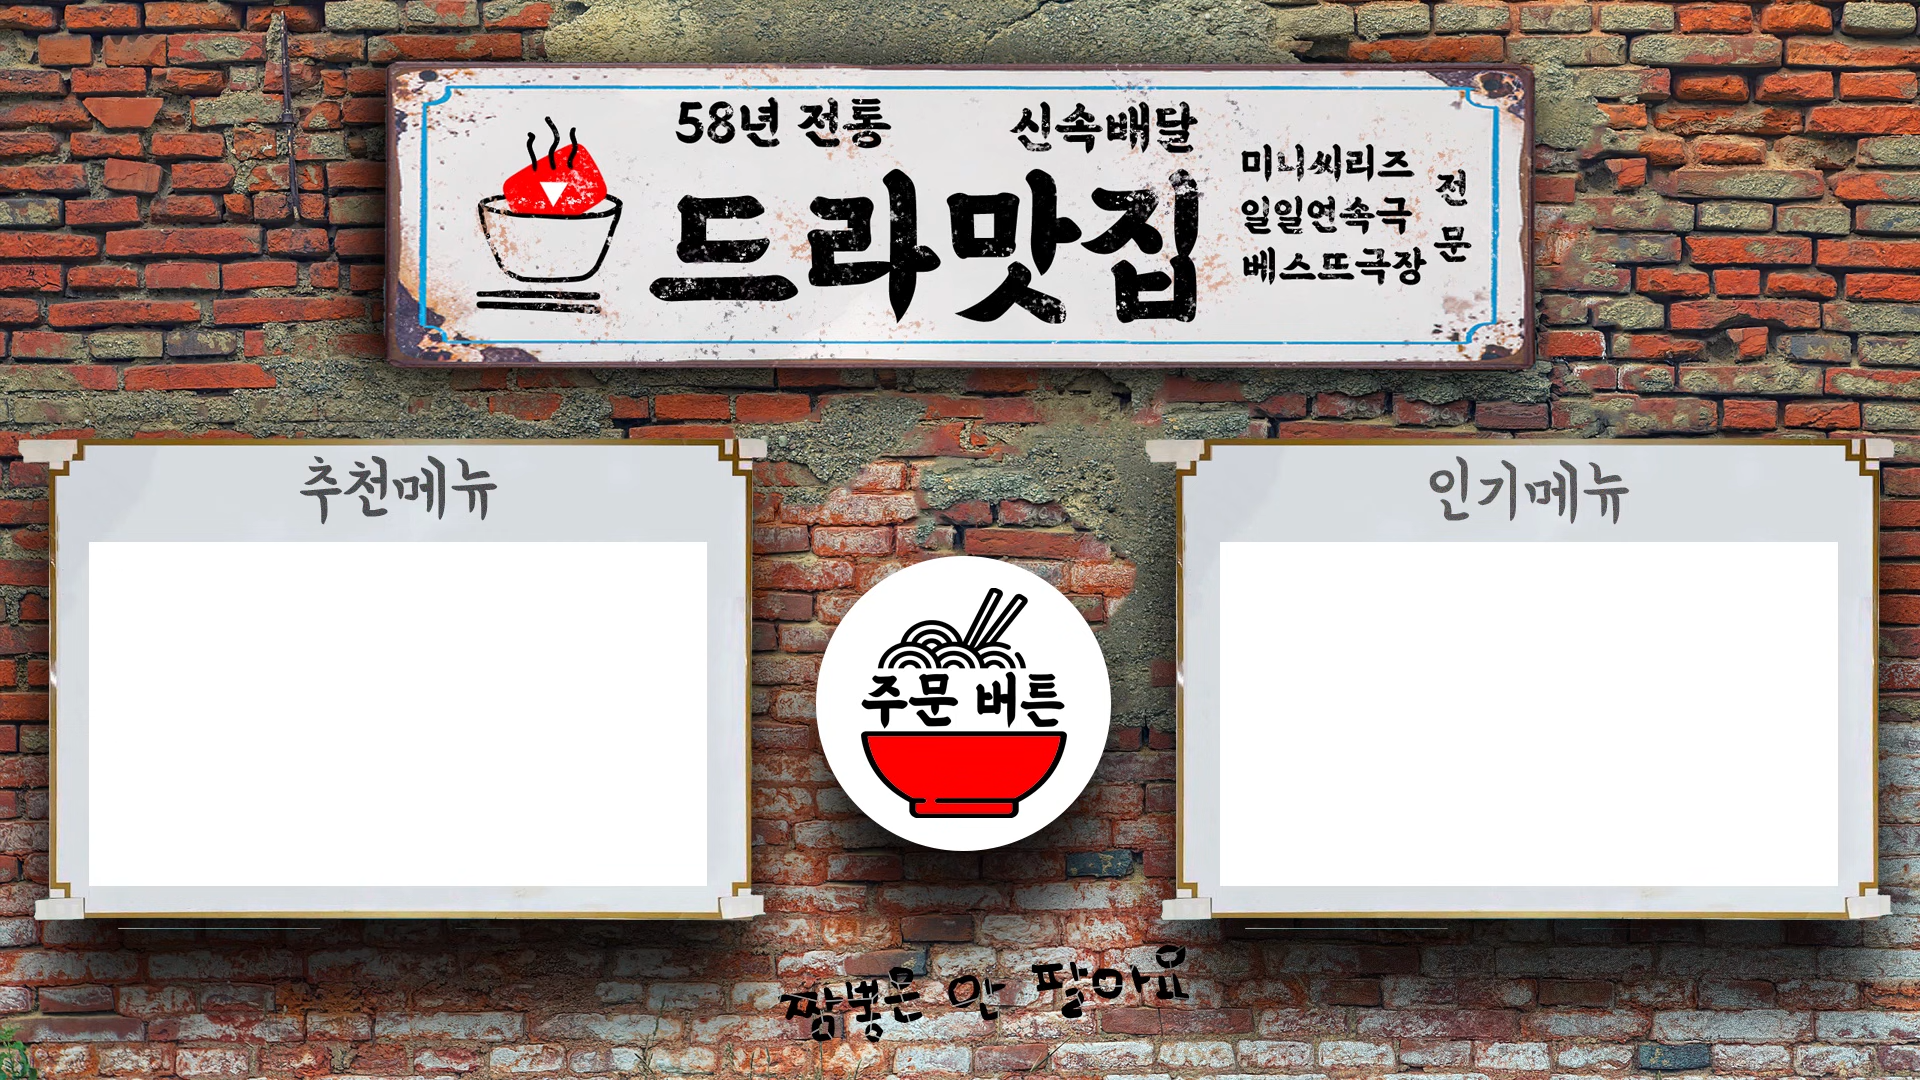 58년 전통 신속배달
드라맛집
미니씨리즈
일일연속극
베스뜨극장
전문
추천메뉴
인기메뉴
주문 버튼
짬뽕은 안 팔아요